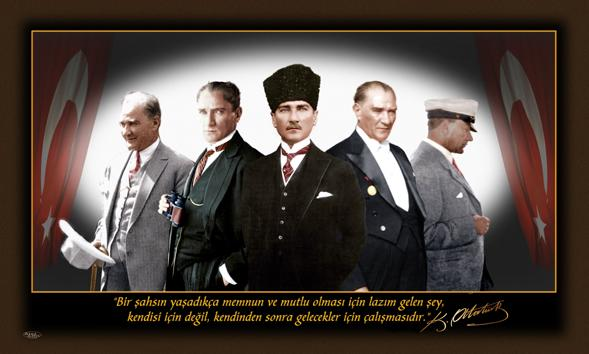 "Bir şahsın yaşadıkça memnun ve mutlu olması için lazım gelen şey,
kendisi için değil, kendinden sonra gelecekler için çalışmasıdır."
K. Atatürk